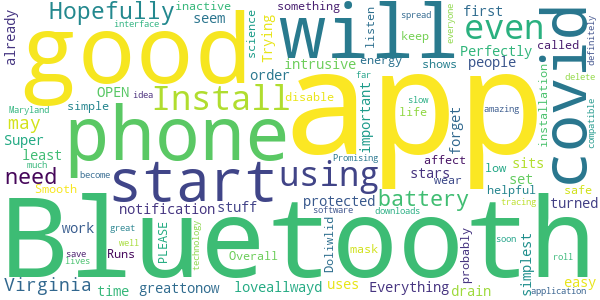 Hopefully
inactive
seem
already
interface
good
science
Trying
will
something
listen
intrusive
order
energy
shows
spread
keep
even
everyone
first
Perfectly
people
called
covid
definitely
installation
compatible
delete
OPEN
Install
disable
app
important
far
life
slow
amazing
forget
Maryland
idea
simple
may
phone
Super
least
much
need
start
using
Promising
stars
affect
wear
low
sits
set
helpful
safe
turned
Smooth
become
notification
stuff
protected
battery
Bluetooth
work
great
PLEASE
well
technology
Overall
software
Doliwlid
mask
downloads
probably
tracing
soon
simplest
roll
save
lives
Runs
Virginia
time
greattonow
loveallwayd
uses
Everything
drain
easy
application